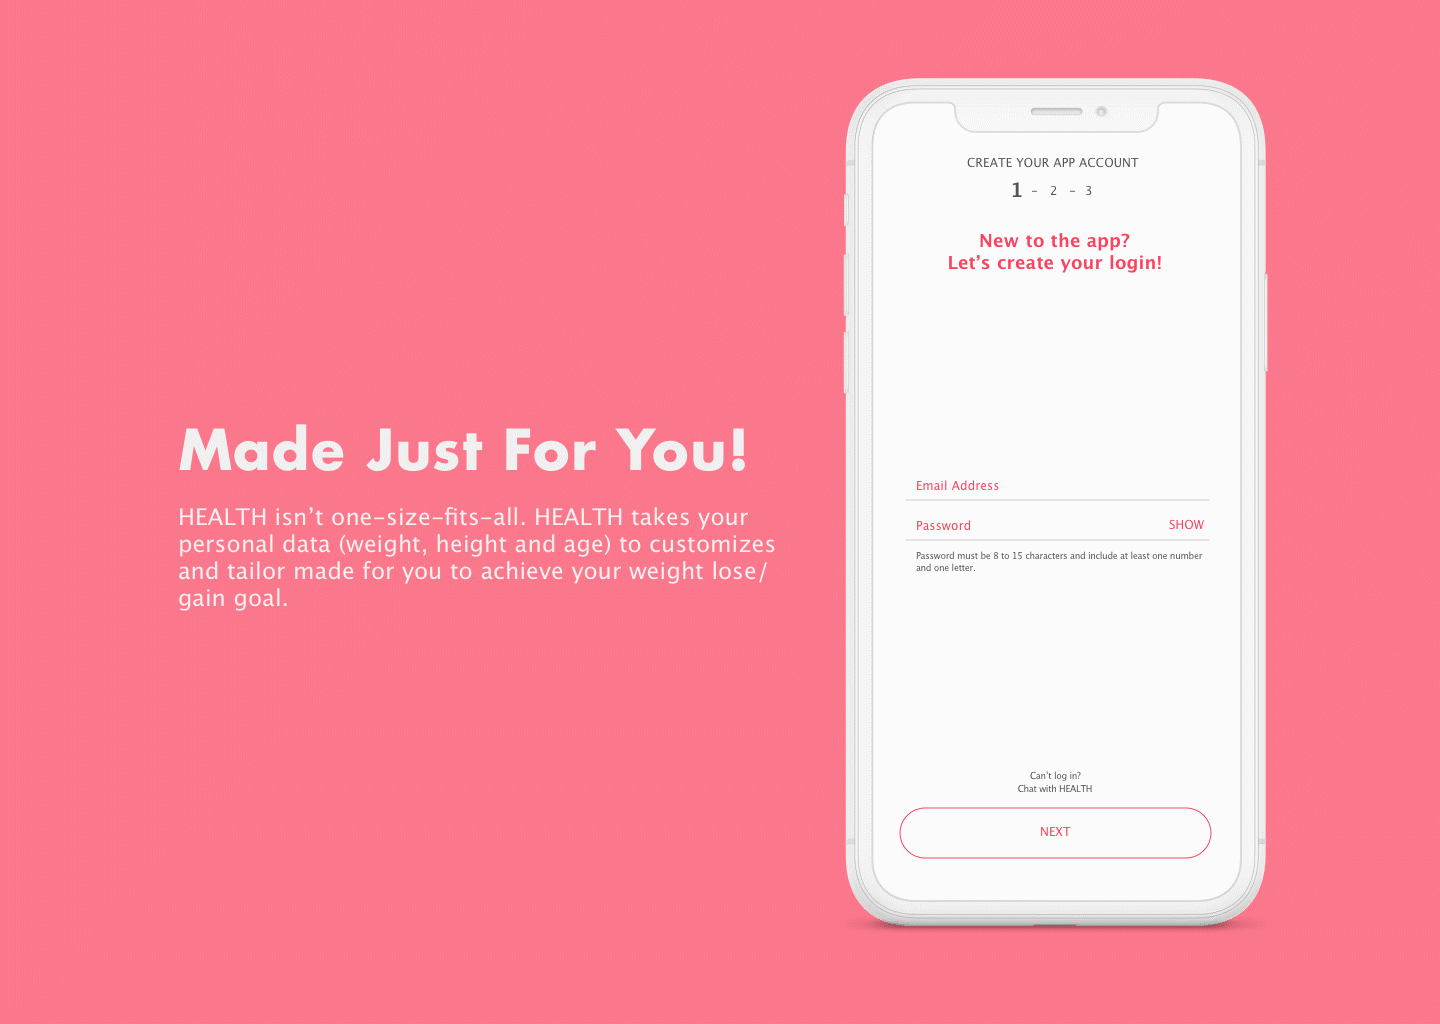 Made Just For You!
HEALTH isn’t one-size-fits-all. HEALTH takes your
personal data (weight, height and age) to customizes
and tailor made for you to achieve your weight lose/
gain goal.
CREATE YOUR APP ACCOUNT
1 - 2 - 3
New to the app?
Let’s create your login!
Email Address
Password SHOW
Password must be 8 to 15 characters and include at least one number
and one letter.
Can’t log in?
Chat with HEALTH
NEXT